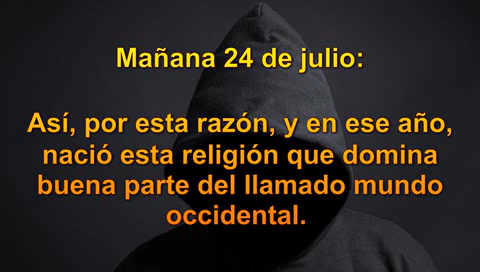 Mañana 24 de julio:
Así, por esta razón, y en ese año,
nació esta religión que domina
buena parte del llamado mundo
occidental.